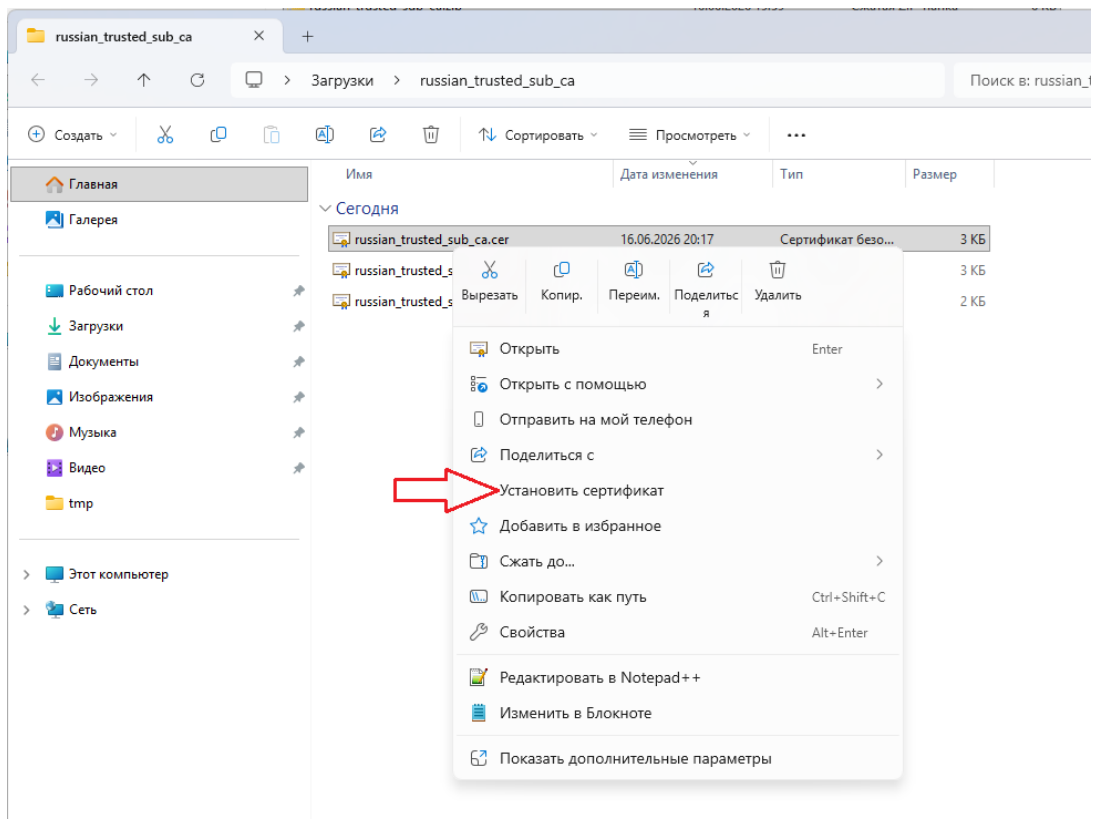 russian_trusted_sub_ca
Загрузки > russian_trusted_sub_ca
Поиск в: russian_t
Создать
Сортировать
Просмотреть
Имя
Дата изменения
Тип
Размер
Главная
Галерея
Рабочий стол
Загрузки
Документы
Изображения
Музыка
Видео
tmp
Этот компьютер
Сеть
Сегодня
russian_trusted_sub_ca.cer 16.06.2026 20:17 Сертификат безо... 3 КБ
russian_trusted_s 3 КБ
russian_trusted_s 2 КБ
Вырезать
Копир.
Переим.
Поделитьс
я
Удалить
Открыть Enter
Открыть с помощью
Отправить на мой телефон
Поделиться с
Установить сертификат
Добавить в избранное
Сжать до...
Копировать как путь Ctrl+Shift+C
Свойства Alt+Enter
Редактировать в Notepad++
Изменить в Блокноте
Показать дополнительные параметры